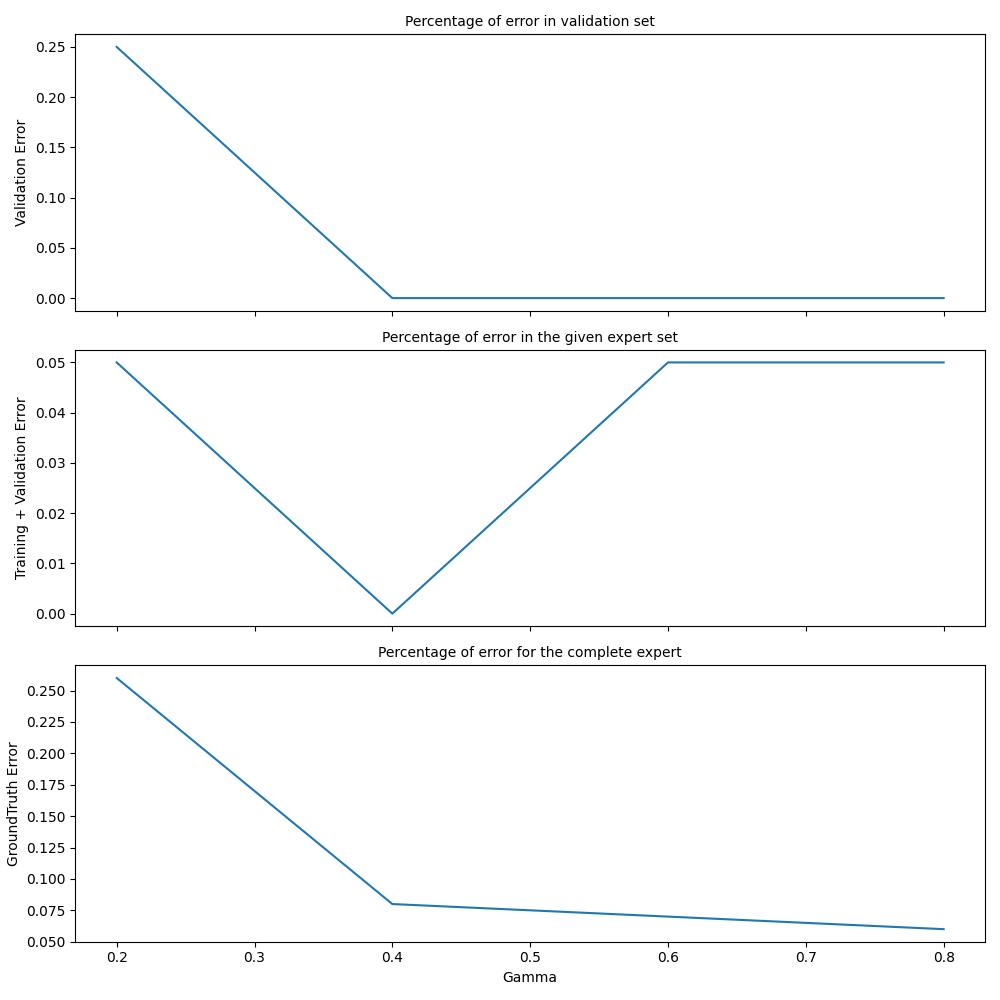 Percentage of error in validation set
Validation Error
0.25
0.20
0.15
0.10
0.05
0.00
Percentage of error in the given expert set
Training + Validation Error
0.05
0.04
0.03
0.02
0.01
0.00
Percentage of error for the complete expert
GroundTruth Error
0.250
0.225
0.200
0.175
0.150
0.125
0.100
0.075
0.050
0.2 0.3 0.4 0.5 0.6 0.7 0.8
Gamma